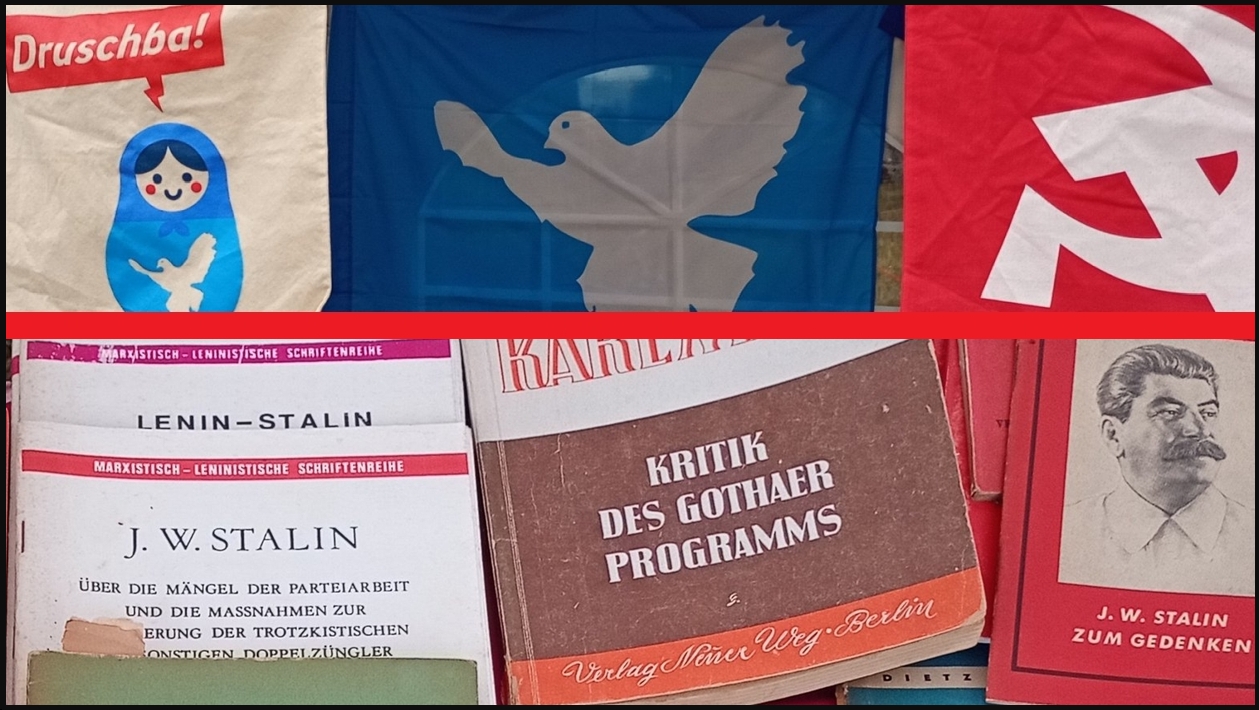 Druschba!
MARXISTISCH-LENINISTISCHE SCHRIFTENREIHE
LENIN-STALIN
MARXISTISCH-LENINISTISCHE SCHRIFTENREIHE
J. W. STALIN
ÜBER DIE MÄNGEL DER PARTEIARBEIT
UND DIE MASSNAHMEN ZUR
ERUNG DER TROTZKISTISCHEN
ONSTIGEN DOPPELZÜNGLER
KRITIK
DES GOTHAER
PROGRAMMS
Verlag Neuer Weg · Berlin
J. W. STALIN
ZUM GEDENKEN
DIETZ